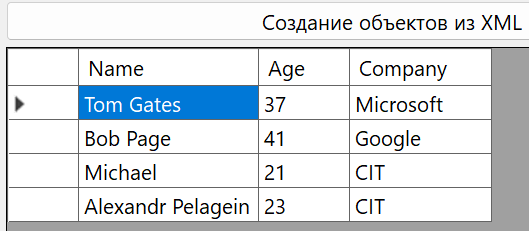 Создание объектов из XML
Name Age Company
Tom Gates 37 Microsoft
Bob Page 41 Google
Michael 21 CIT
Alexandr Pelagein 23 CIT